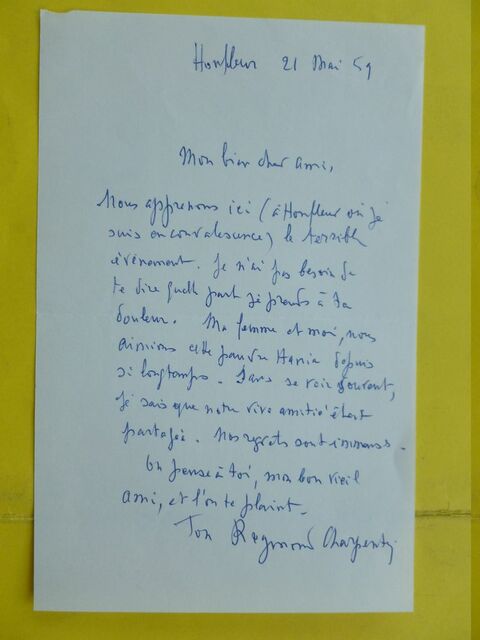 Honfleur 21 Mai 59
Mon bien cher ami,
Nous apprenons ici (à Honfleur où je
suis en convalescence) le terrible
événement. Je n'ai pas besoin de
te dire quelle part je prends à ta
douleur. Ma femme et moi, nous
aimions cette pauvre Hania depuis
si longtemps. Sans se voir souvent,
je sais que notre vive amitié était
partagée. Nos regrets sont immenses.
On pense à toi, mon bon vieil
ami, et l'on te plaint.
Ton Raymond Charpentier